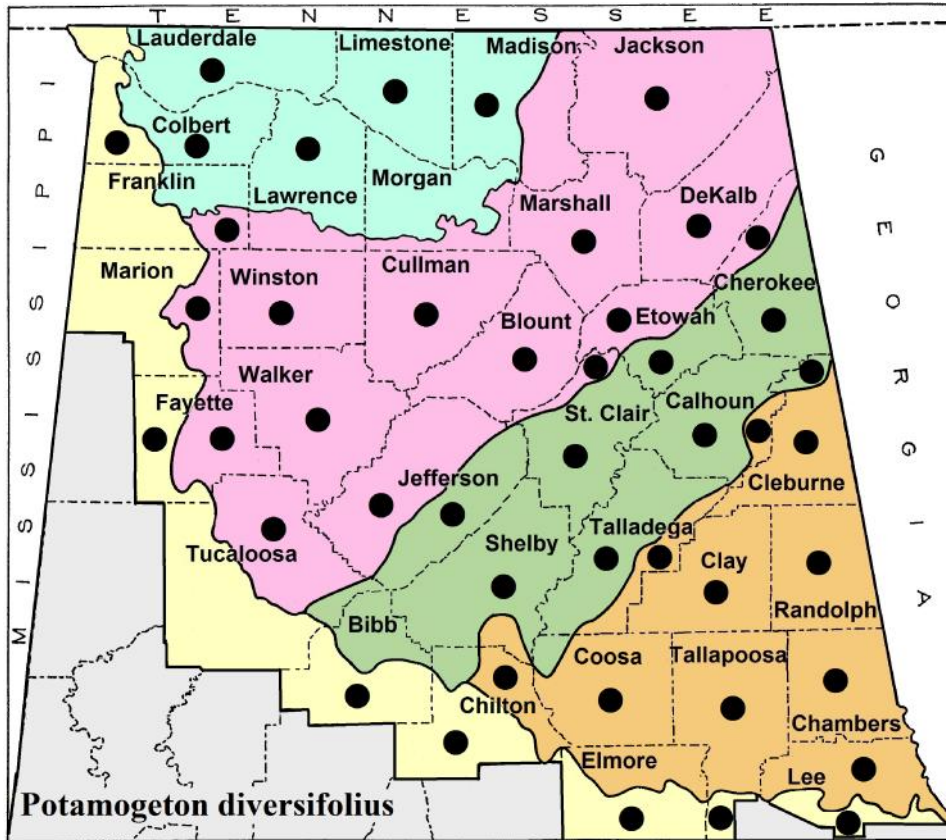 TENNESSEE
MISSISSIPPI
GEORGIA
Lauderdale
Limestone
Madison
Jackson
Colbert
Franklin
Lawrence
Morgan
Marshall
DeKalb
Marion
Winston
Cullman
Cherokee
Blount
Etowah
Walker
Fayette
St. Clair
Calhoun
Jefferson
Cleburne
Tucaloosa
Shelby
Talladega
Clay
Randolph
Bibb
Coosa
Tallapoosa
Chilton
Chambers
Elmore
Lee
Potamogeton diversifolius